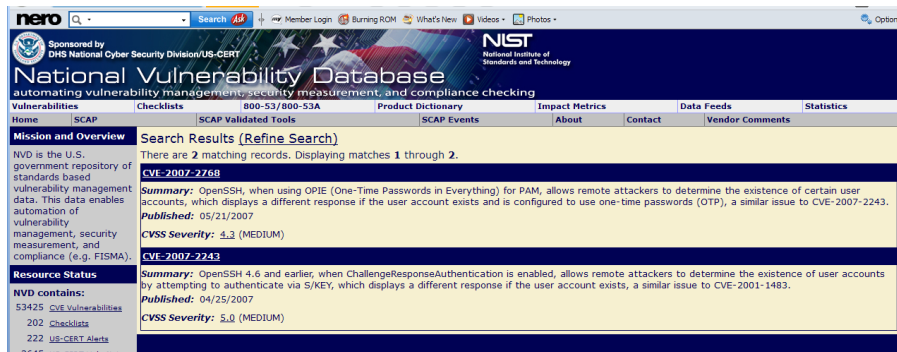 nero Search Ask Member Login Burning ROM What's New Videos Photos Option
Sponsored by
DHS National Cyber Security Division/US-CERT
NIST
National Institute of
Standards and Technology
National Vulnerability Database
automating vulnerability management, security measurement, and compliance checking
Vulnerabilities Checklists 800-53/800-53A Product Dictionary Impact Metrics Data Feeds Statistics
Home SCAP SCAP Validated Tools SCAP Events About Contact Vendor Comments
Mission and Overview
NVD is the U.S.
government repository of
standards based
vulnerability management
data. This data enables
automation of
vulnerability
management, security
measurement, and
compliance (e.g. FISMA).
Resource Status
NVD contains:
53425 CVE Vulnerabilities
202 Checklists
222 US-CERT Alerts
Search Results (Refine Search)
There are 2 matching records. Displaying matches 1 through 2.
CVE-2007-2768
Summary: OpenSSH, when using OPIE (One-Time Passwords in Everything) for PAM, allows remote attackers to determine the existence of certain user
accounts, which displays a different response if the user account exists and is configured to use one-time passwords (OTP), a similar issue to CVE-2007-2243.
Published: 05/21/2007
CVSS Severity: 4.3 (MEDIUM)
CVE-2007-2243
Summary: OpenSSH 4.6 and earlier, when ChallengeResponseAuthentication is enabled, allows remote attackers to determine the existence of user accounts
by attempting to authenticate via S/KEY, which displays a different response if the user account exists, a similar issue to CVE-2001-1483.
Published: 04/25/2007
CVSS Severity: 5.0 (MEDIUM)